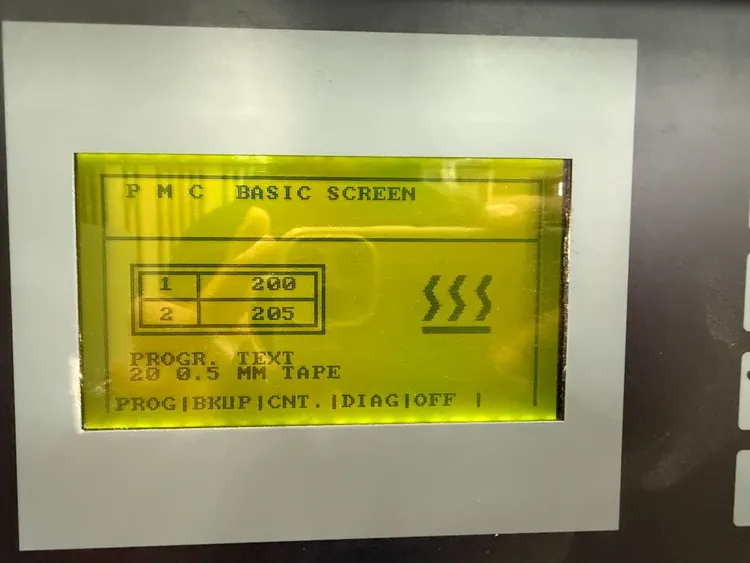 P M C BASIC SCREEN
1 200
2 205
PROGR. TEXT
20 0.5 MM TAPE
PROG|BKUP|CNT.|DIAG|OFF |